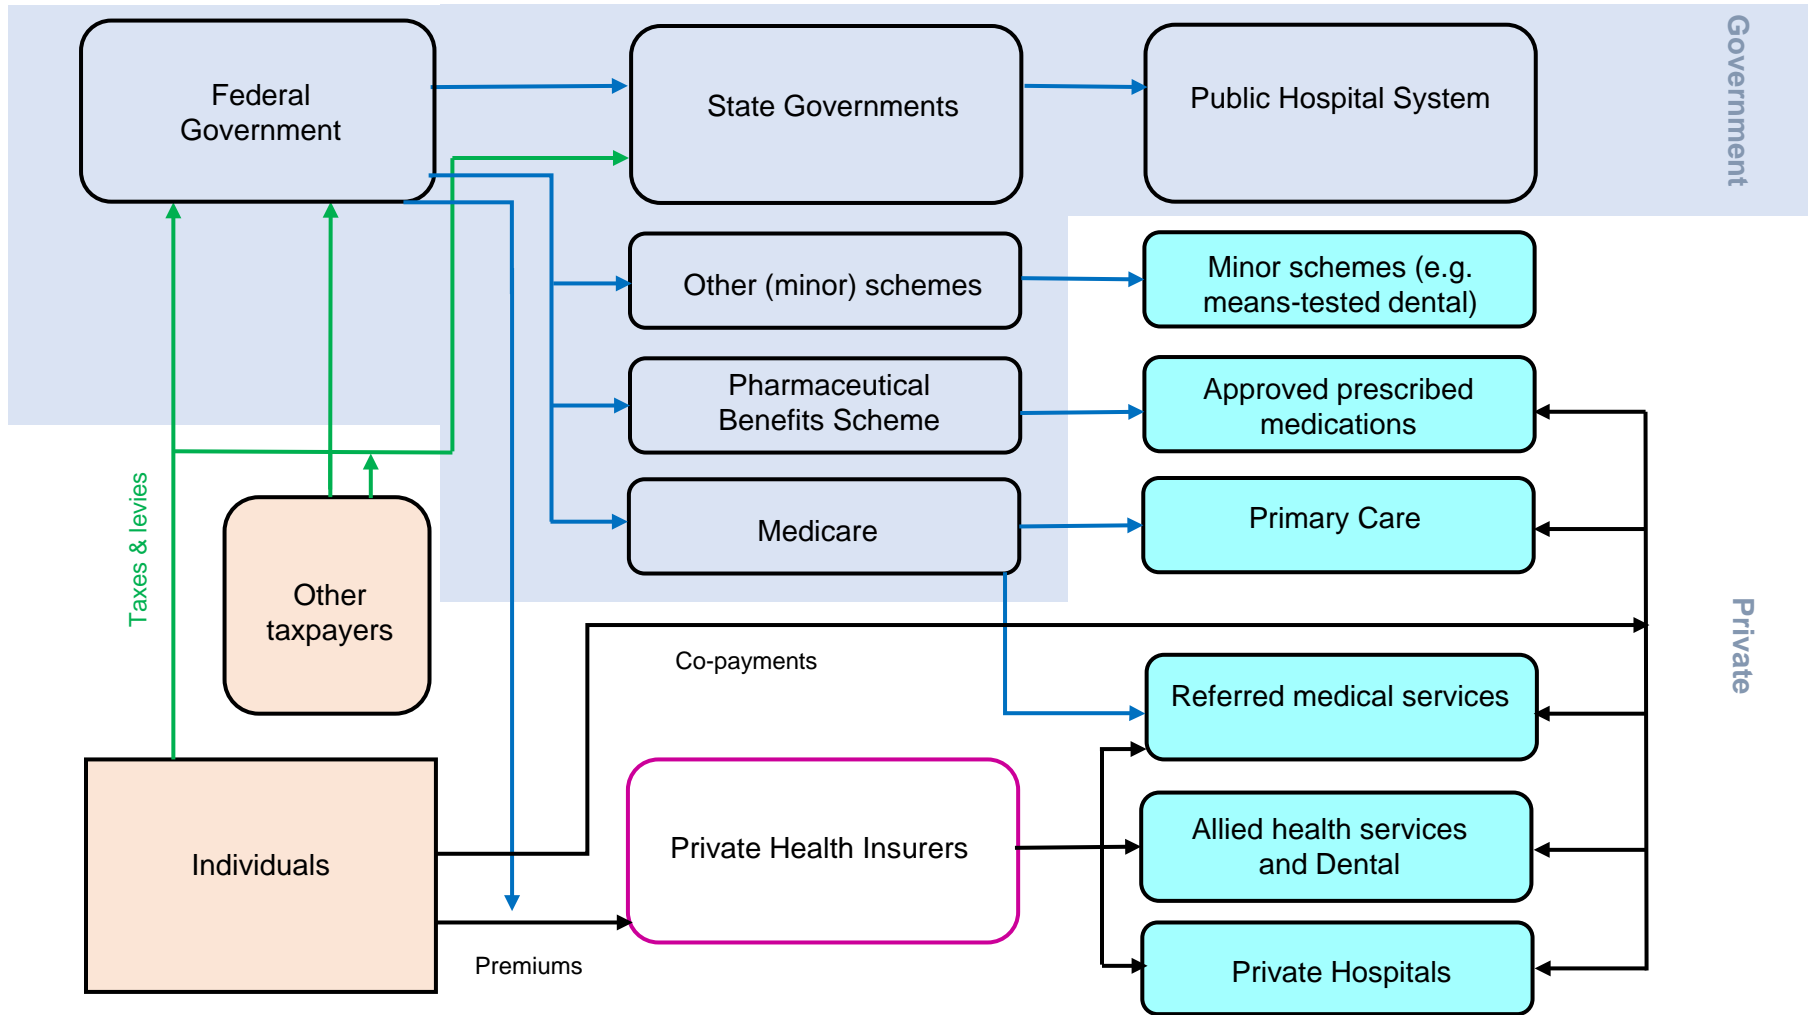 Federal
Government
State Governments
Public Hospital System
Government
Other (minor) schemes
Minor schemes (e.g.
means-tested dental)
Pharmaceutical
Benefits Scheme
Approved prescribed
medications
Medicare
Primary Care
Taxes & levies
Other
taxpayers
Co-payments
Referred medical services
Private
Individuals
Private Health Insurers
Allied health services
and Dental
Premiums
Private Hospitals